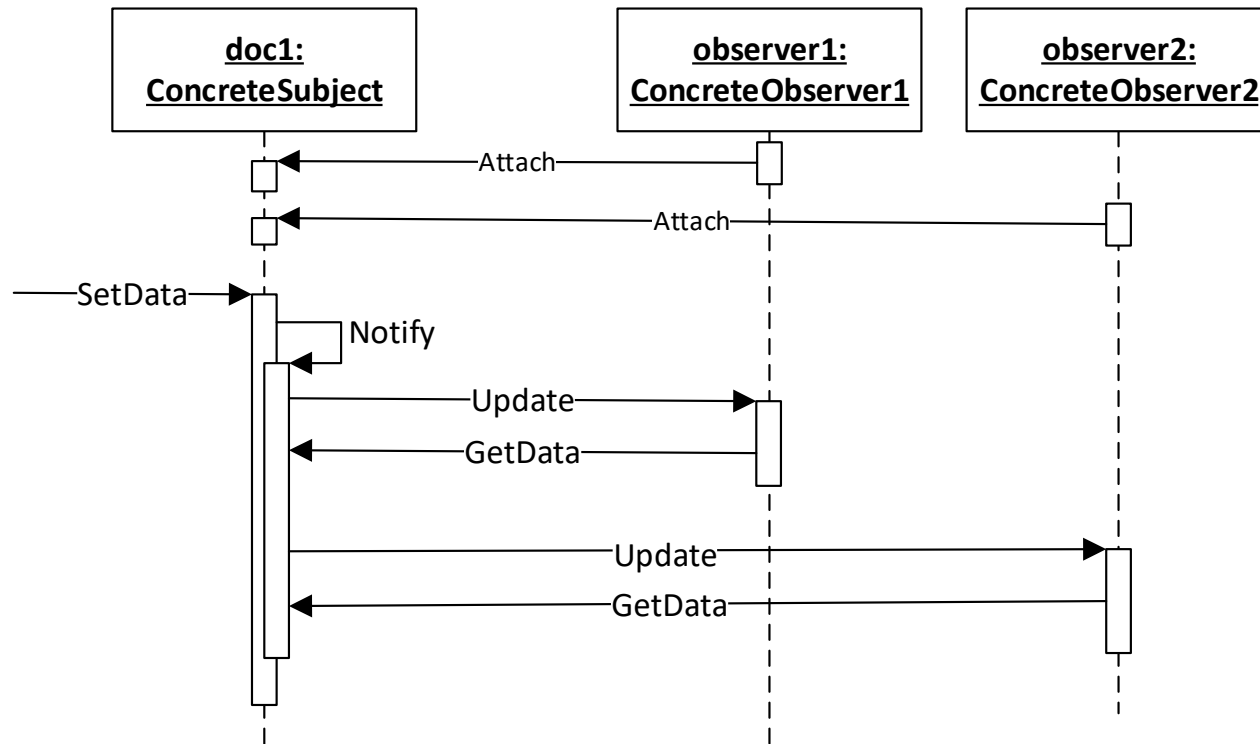 doc1:
ConcreteSubject
observer1:
ConcreteObserver1
observer2:
ConcreteObserver2
Attach
Attach
SetData
Notify
Update
GetData
Update
GetData